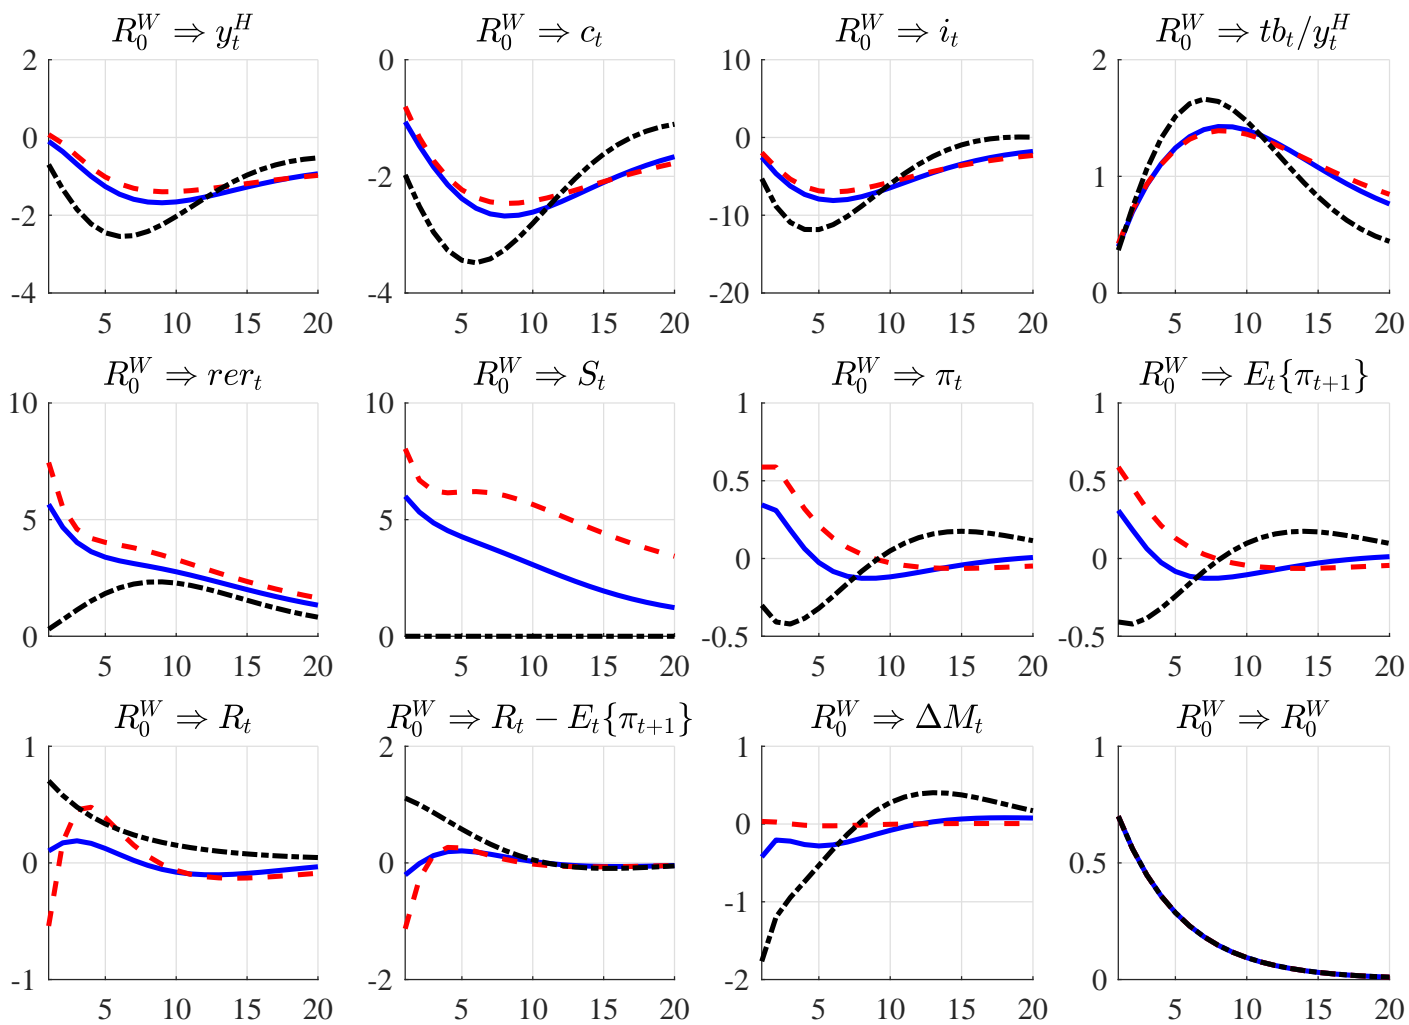 R_0^W ⇒ y_t^H
R_0^W ⇒ c_t
R_0^W ⇒ i_t
R_0^W ⇒ tb_t/y_t^H
2
0
-2
-4
5 10 15 20
0
-2
-4
5 10 15 20
10
0
-10
-20
5 10 15 20
2
1
0
5 10 15 20
R_0^W ⇒ rer_t
R_0^W ⇒ S_t
R_0^W ⇒ π_t
R_0^W ⇒ E_t{π_{t+1}}
10
5
0
5 10 15 20
10
5
0
5 10 15 20
1
0.5
0
-0.5
5 10 15 20
1
0.5
0
-0.5
5 10 15 20
R_0^W ⇒ R_t
R_0^W ⇒ R_t − E_t{π_{t+1}}
R_0^W ⇒ ΔM_t
R_0^W ⇒ R_0^W
1
0
-1
5 10 15 20
2
0
-2
5 10 15 20
1
0
-1
-2
5 10 15 20
1
0.5
0
5 10 15 20